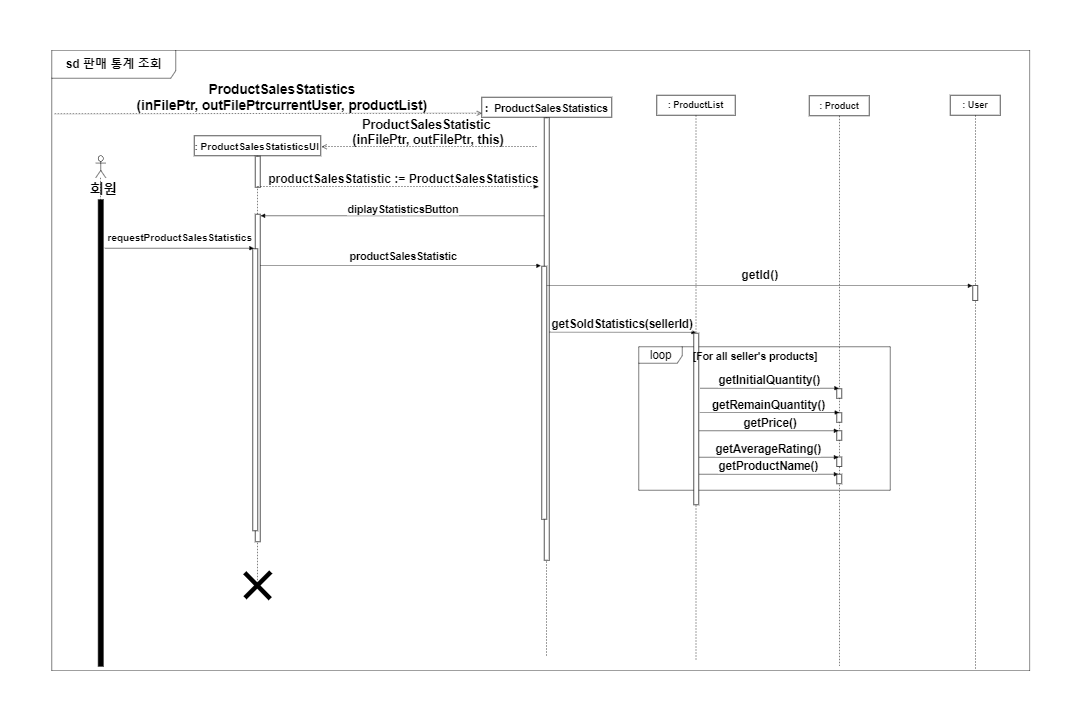 sd 판매 통계 조회
ProductSalesStatistics
(inFilePtr, outFilePtrcurrentUser, productList)
: ProductSalesStatistics
: ProductList
: Product
: User
ProductSalesStatistic
(inFilePtr, outFilePtr, this)
: ProductSalesStatisticsUI
회원
productSalesStatistic := ProductSalesStatistics
diplayStatisticsButton
requestProductSalesStatistics
productSalesStatistic
getId()
getSoldStatistics(sellerId)
loop
[For all seller's products]
getInitialQuantity()
getRemainQuantity()
getPrice()
getAverageRating()
getProductName()